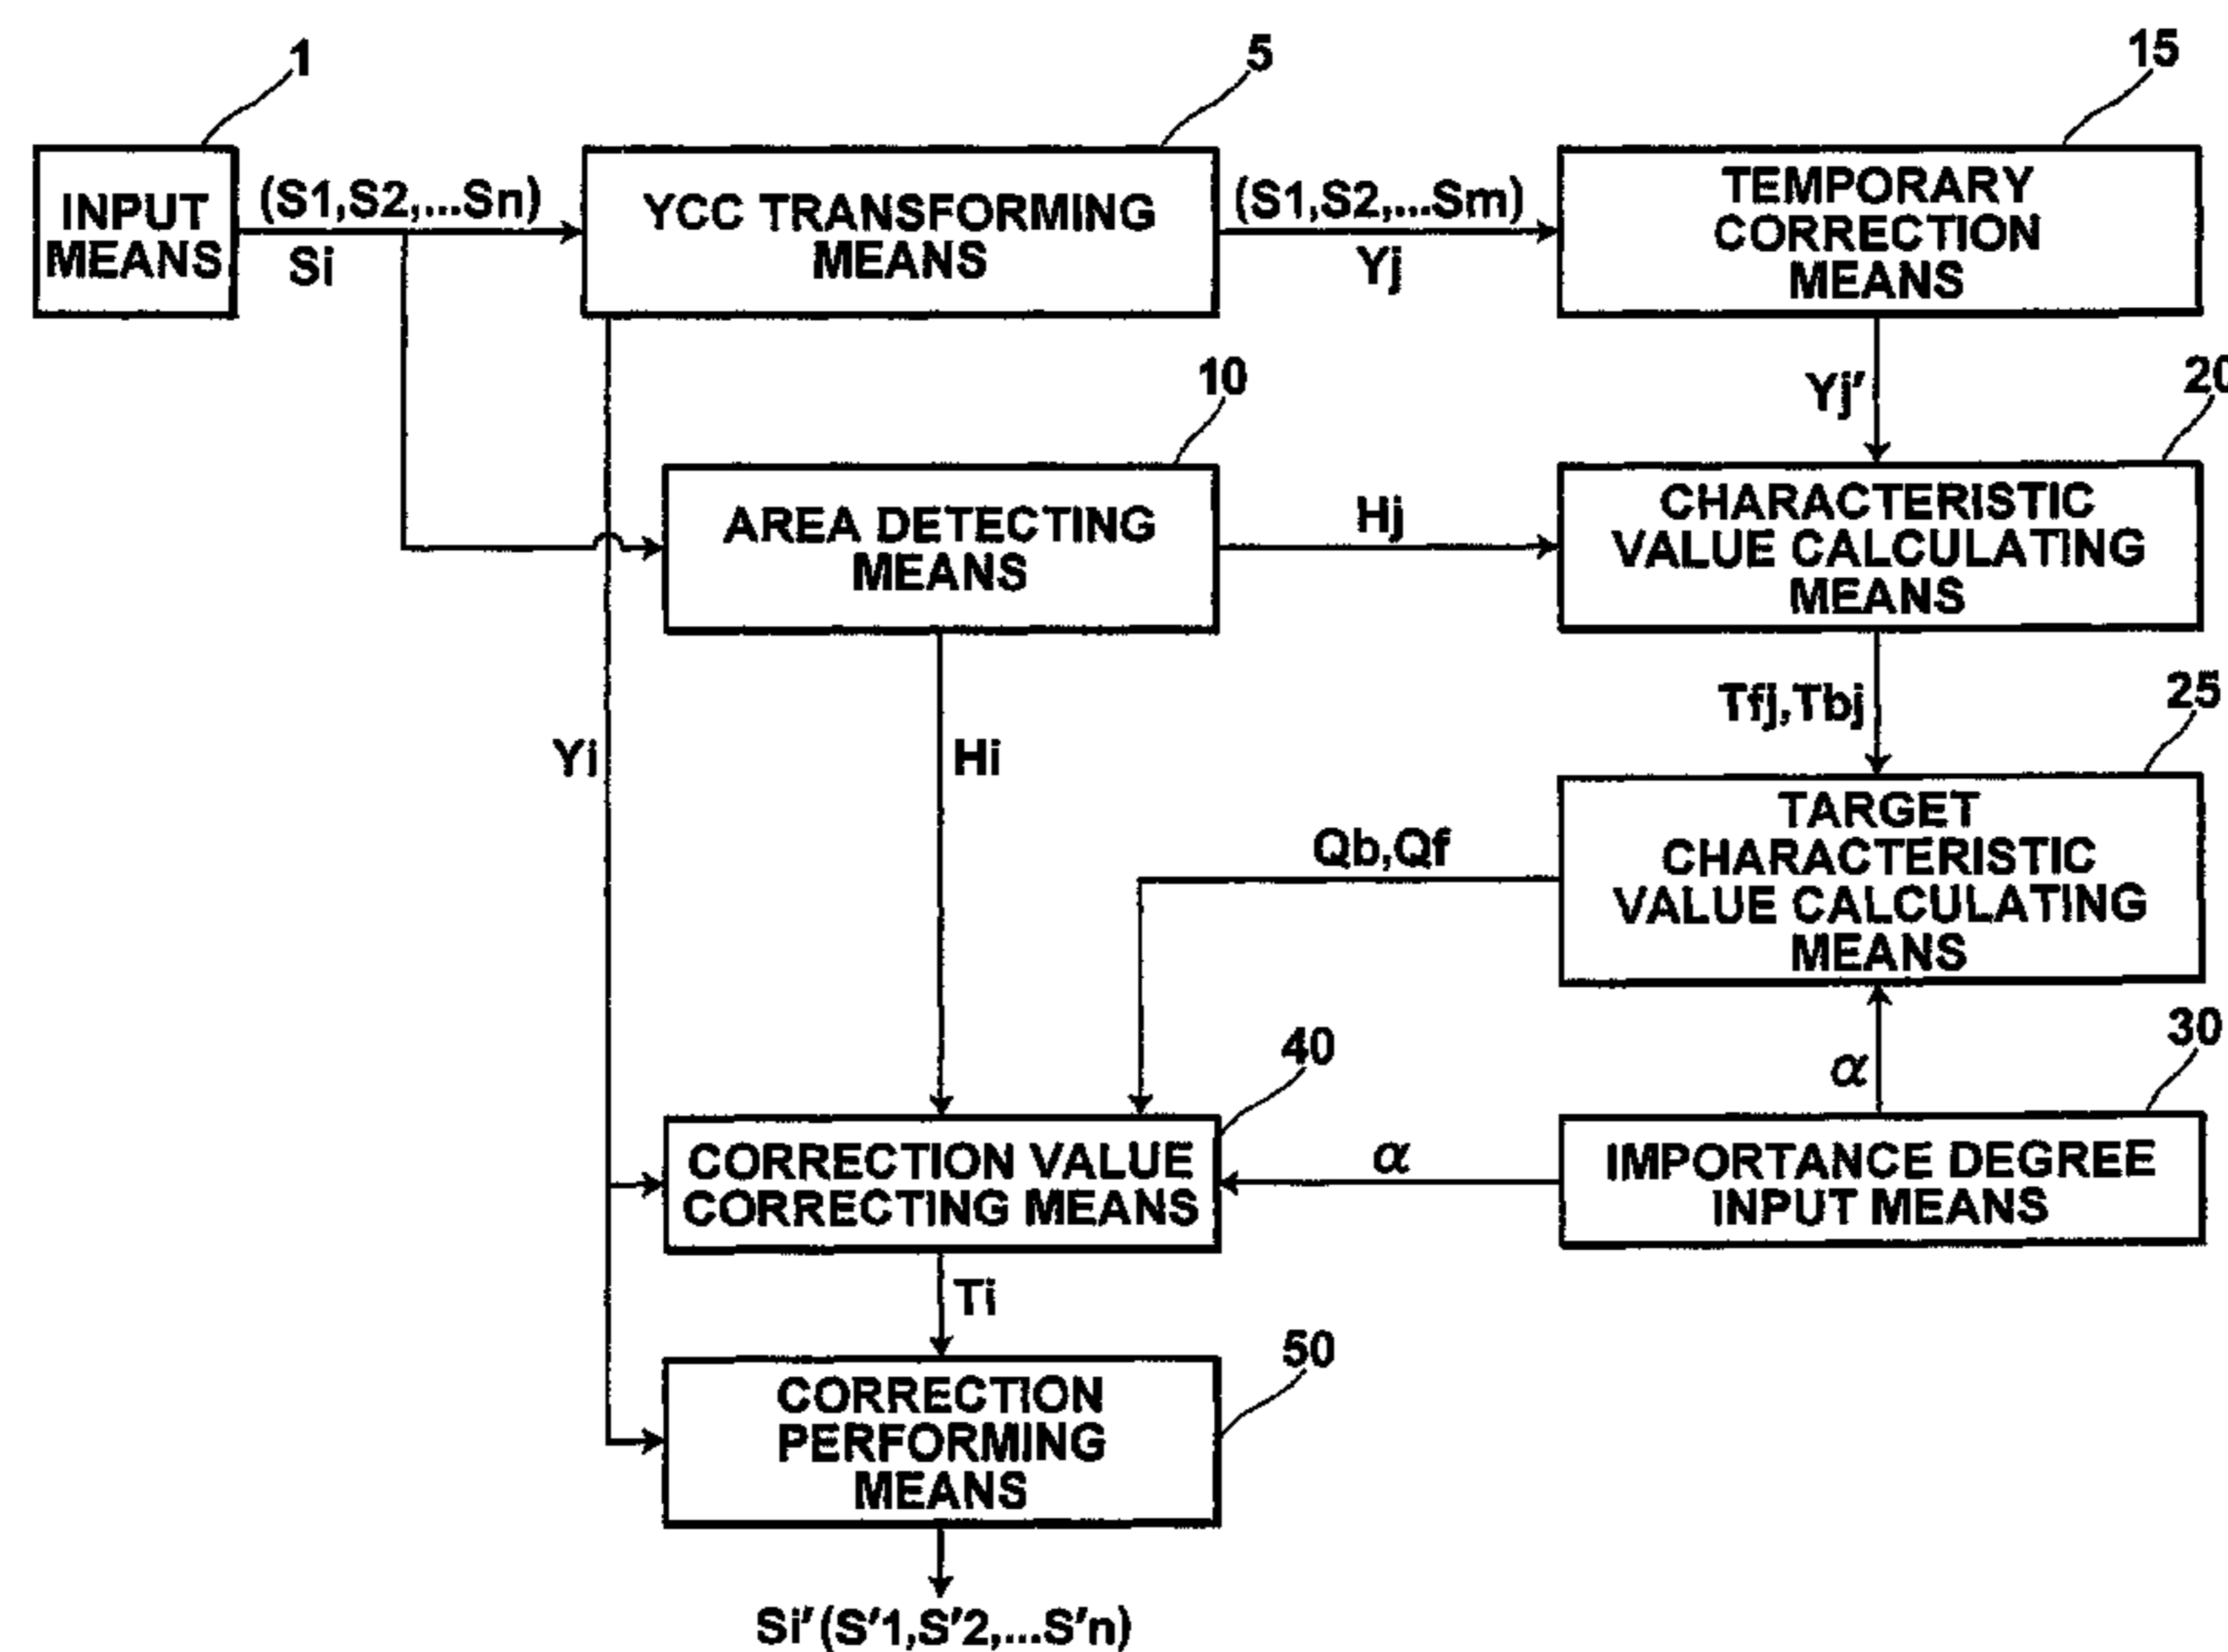 1
5
15
INPUT
MEANS
(S1,S2,...Sn)
Si
YCC TRANSFORMING
MEANS
(S1,S2,...Sm)
Yj
TEMPORARY
CORRECTION
MEANS
10
Yj′
20
AREA DETECTING
MEANS
Hj
CHARACTERISTIC
VALUE CALCULATING
MEANS
Yi
Hi
Tfj,Tbj
25
Qb,Qf
TARGET
CHARACTERISTIC
VALUE CALCULATING
MEANS
40
α
30
CORRECTION VALUE
CORRECTING MEANS
α
IMPORTANCE DEGREE
INPUT MEANS
Ti
50
CORRECTION
PERFORMING
MEANS
Si′(S′1,S′2,...S′n)